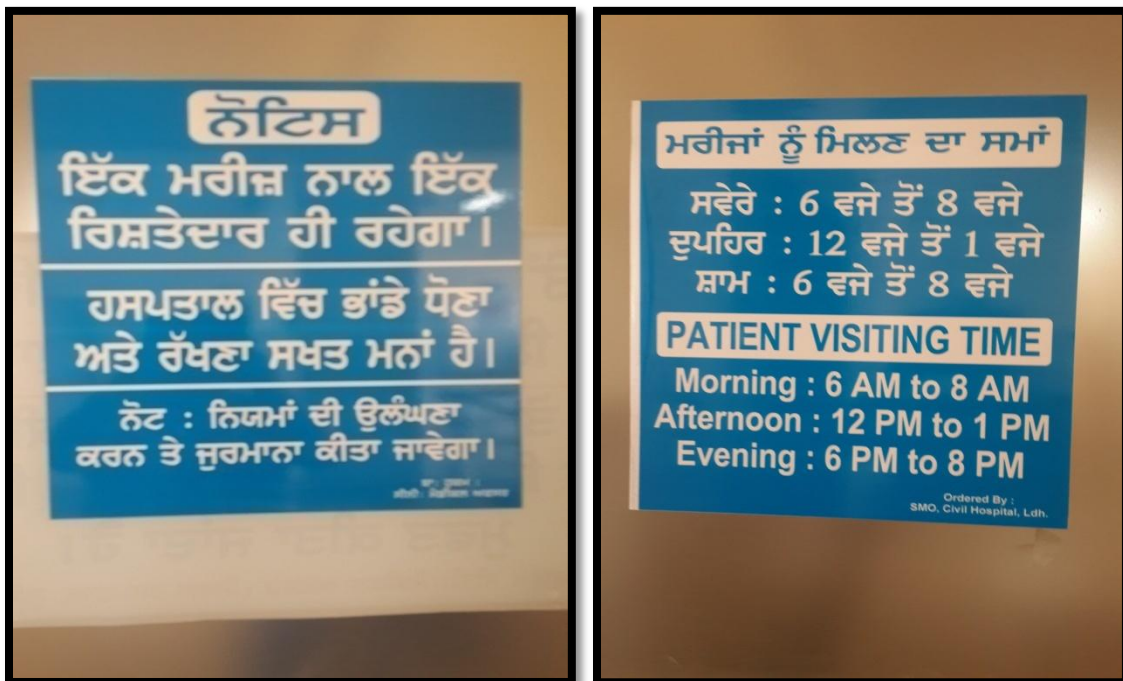 ਨੋਟਿਸ
ਇੱਕ ਮਰੀਜ਼ ਨਾਲ ਇੱਕ
ਰਿਸ਼ਤੇਦਾਰ ਹੀ ਰਹੇਗਾ।
ਹਸਪਤਾਲ ਵਿੱਚ ਭਾਂਡੇ ਧੋਣਾ
ਅਤੇ ਰੱਖਣਾ ਸਖਤ ਮਨਾਂ ਹੈ।
ਨੋਟ : ਨਿਯਮਾਂ ਦੀ ਉਲੰਘਣਾ
ਕਰਨ ਤੇ ਜੁਰਮਾਨਾ ਕੀਤਾ ਜਾਵੇਗਾ।
ਮਰੀਜਾਂ ਨੂੰ ਮਿਲਣ ਦਾ ਸਮਾਂ
ਸਵੇਰੇ : 6 ਵਜੇ ਤੋਂ 8 ਵਜੇ
ਦੁਪਹਿਰ : 12 ਵਜੇ ਤੋਂ 1 ਵਜੇ
ਸ਼ਾਮ : 6 ਵਜੇ ਤੋਂ 8 ਵਜੇ
PATIENT VISITING TIME
Morning : 6 AM to 8 AM
Afternoon : 12 PM to 1 PM
Evening : 6 PM to 8 PM
Ordered By :
SMO, Civil Hospital, Ldh.